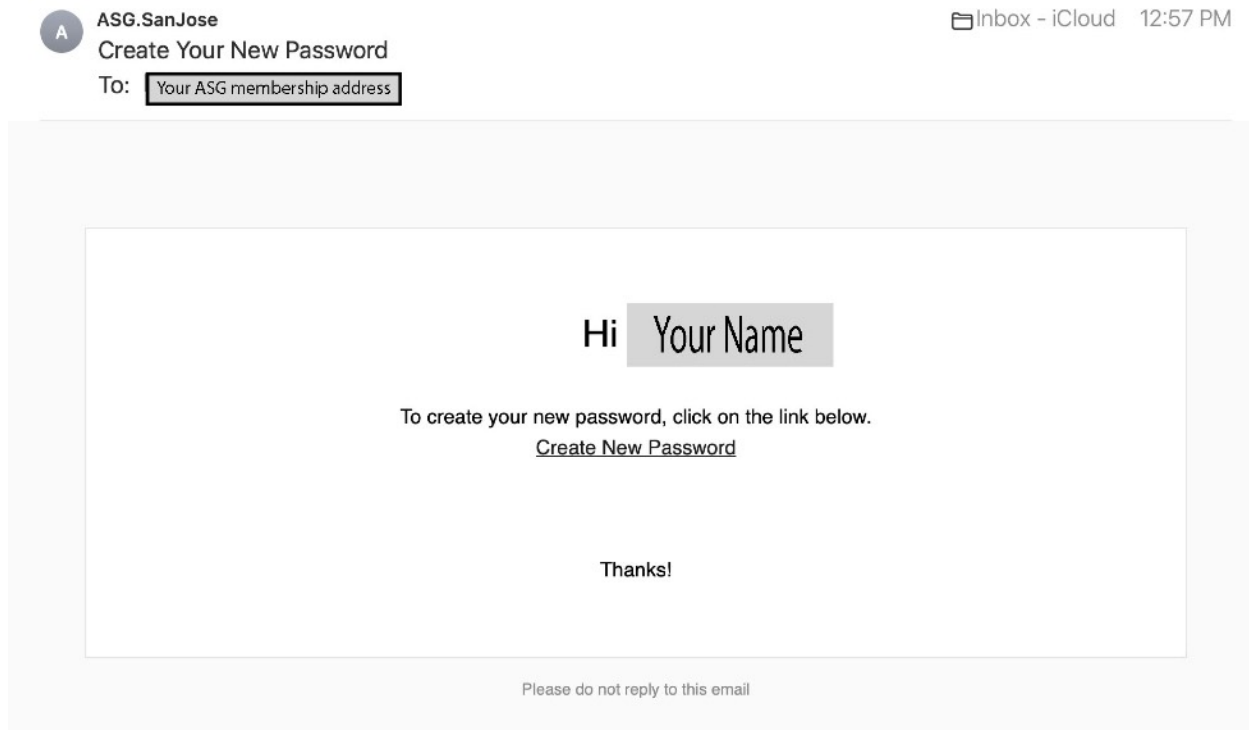 A
ASG.SanJose
Inbox - iCloud 12:57 PM
Create Your New Password
To: Your ASG membership address
Hi Your Name
To create your new password, click on the link below.
Create New Password
Thanks!
Please do not reply to this email